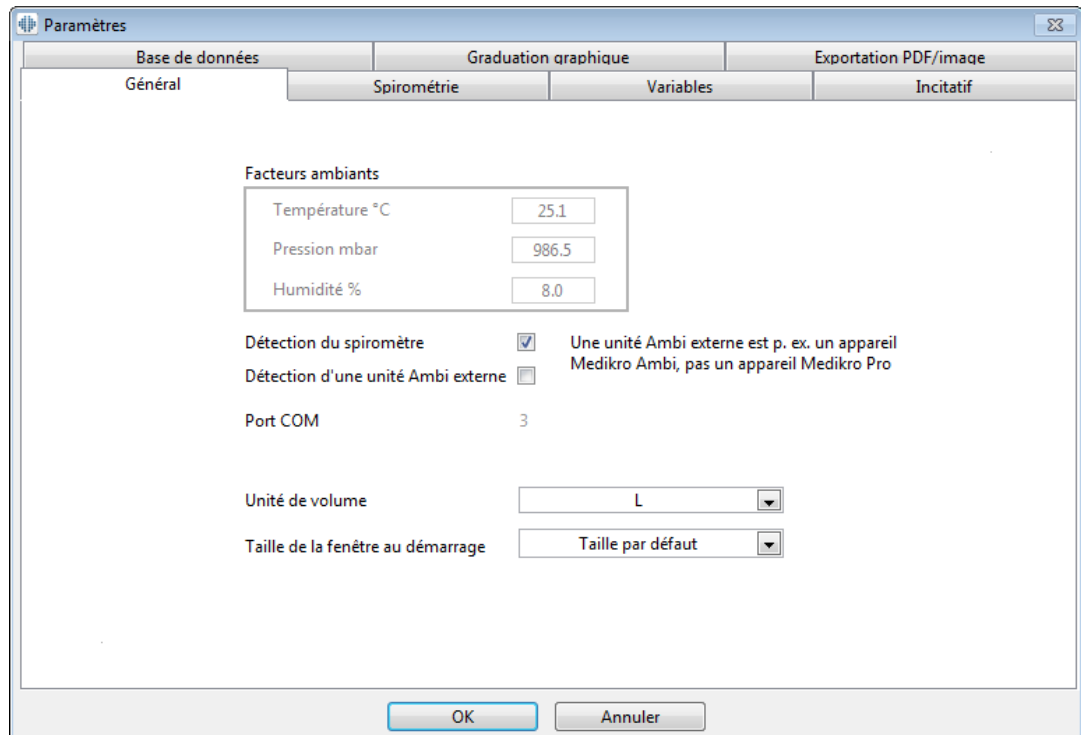 Paramètres
Base de données
Graduation graphique
Exportation PDF/image
Général
Spirométrie
Variables
Incitatif
Facteurs ambiants
Température °C
25.1
Pression mbar
986.5
Humidité %
8.0
Détection du spiromètre
Une unité Ambi externe est p. ex. un appareil
Medikro Ambi, pas un appareil Medikro Pro
Détection d'une unité Ambi externe
Port COM
3
Unité de volume
L
Taille de la fenêtre au démarrage
Taille par défaut
OK
Annuler